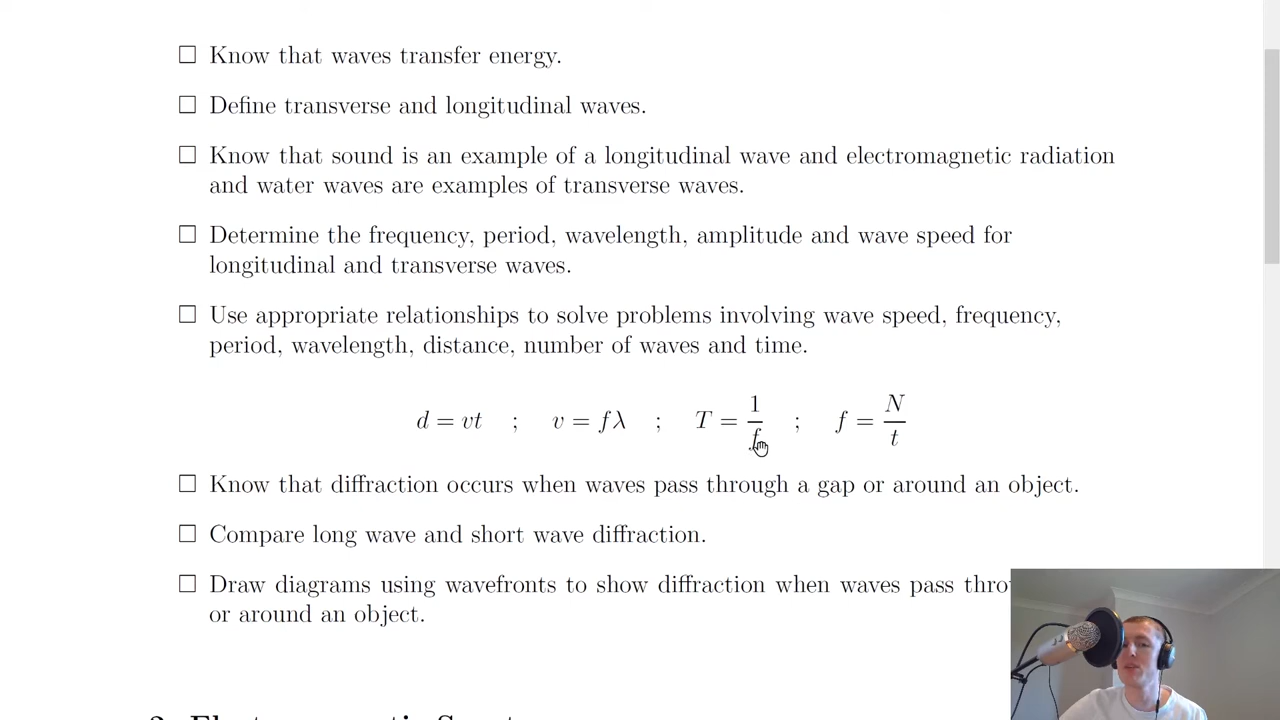 ☐ Know that waves transfer energy.
☐ Define transverse and longitudinal waves.
☐ Know that sound is an example of a longitudinal wave and electromagnetic radiation
and water waves are examples of transverse waves.
☐ Determine the frequency, period, wavelength, amplitude and wave speed for
longitudinal and transverse waves.
☐ Use appropriate relationships to solve problems involving wave speed, frequency,
period, wavelength, distance, number of waves and time.
d = vt ; v = fλ ; T = 1/f ; f = N/t
☐ Know that diffraction occurs when waves pass through a gap or around an object.
☐ Compare long wave and short wave diffraction.
☐ Draw diagrams using wavefronts to show diffraction when waves pass
or around an object.